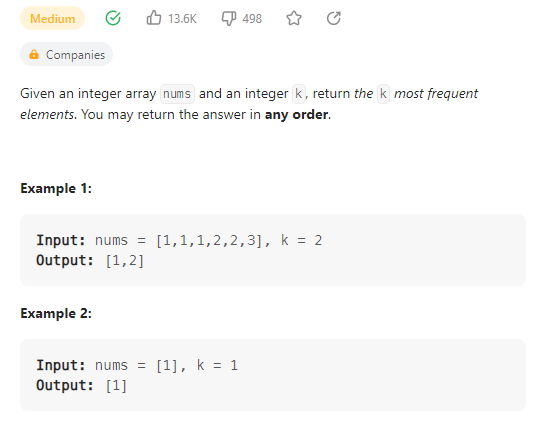 Medium 13.6K 498
Companies
Given an integer array nums and an integer k, return the k most frequent
elements. You may return the answer in any order.
Example 1:
Input: nums = [1,1,1,2,2,3], k = 2
Output: [1,2]
Example 2:
Input: nums = [1], k = 1
Output: [1]